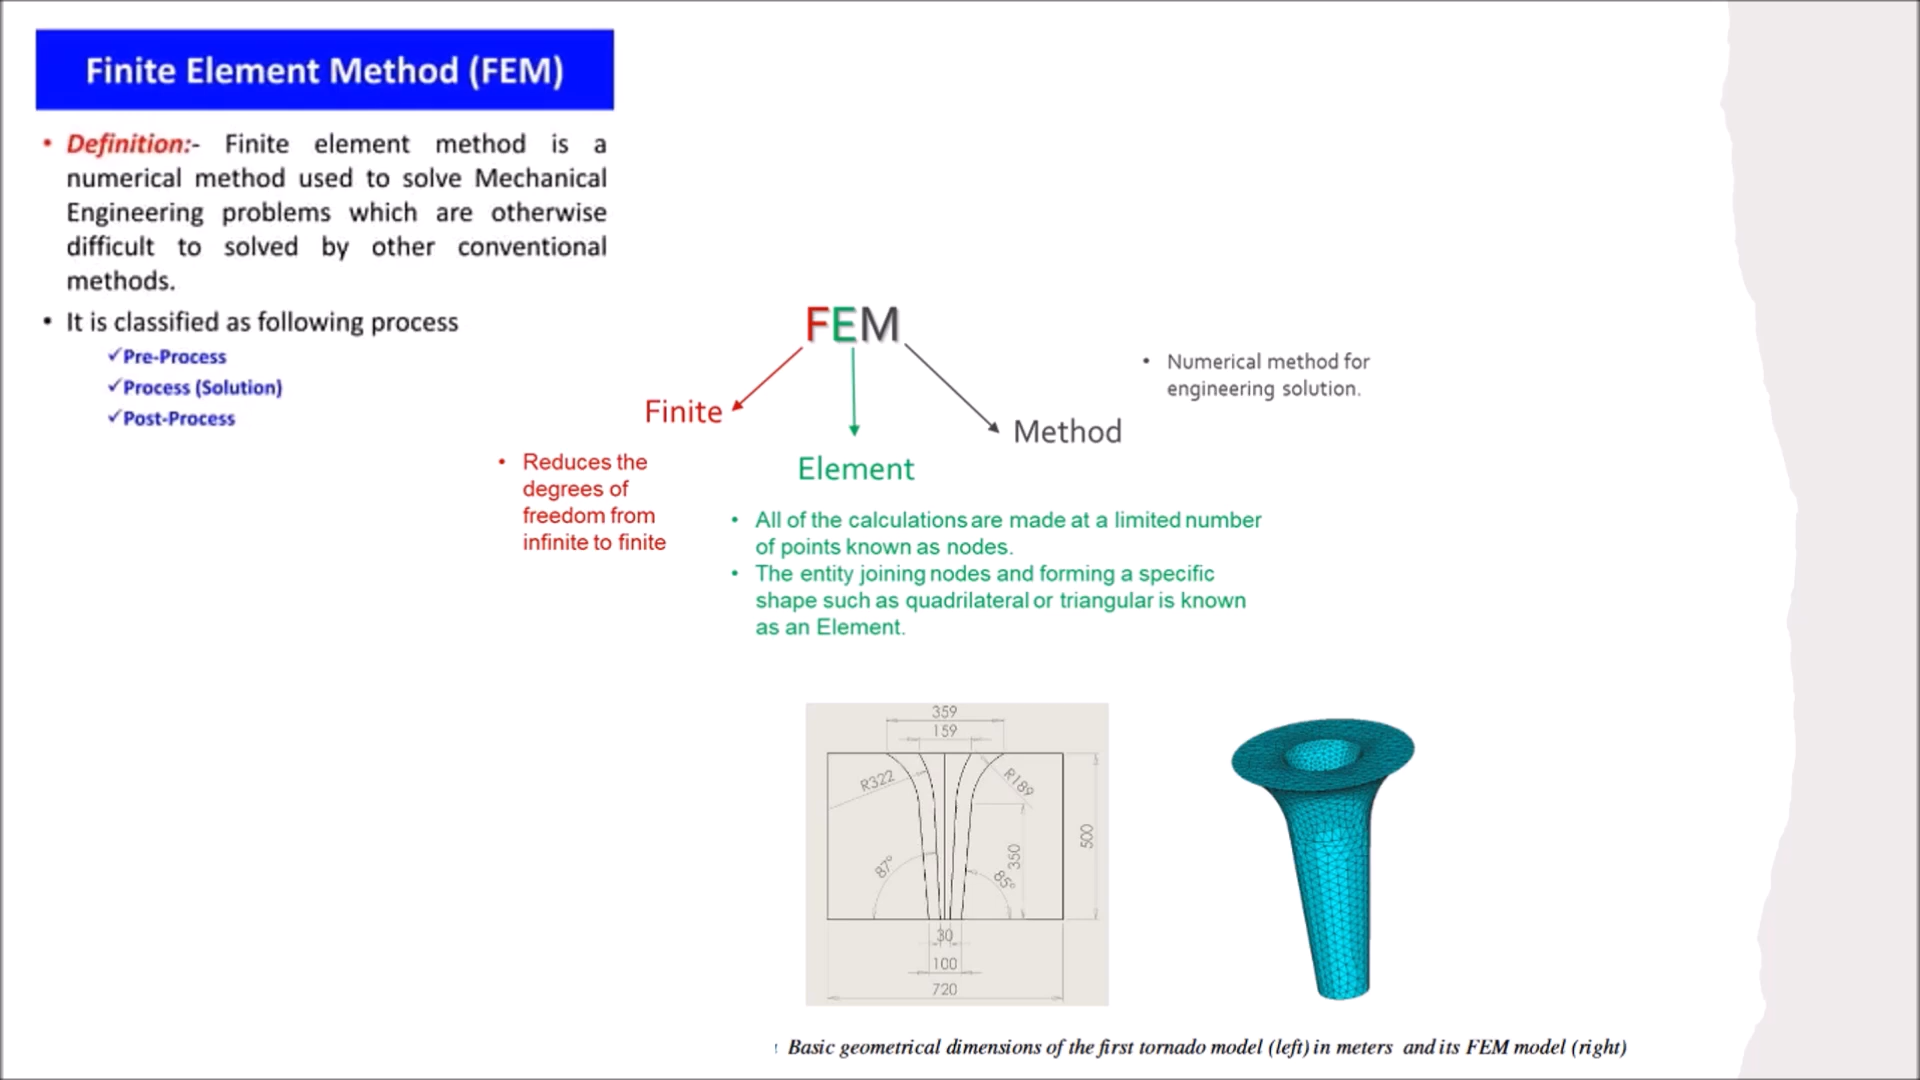 Finite Element Method (FEM)
• Definition:- Finite element method is a
numerical method used to solve Mechanical
Engineering problems which are otherwise
difficult to solved by other conventional
methods.
• It is classified as following process
✓Pre-Process
✓Process (Solution)
✓Post-Process
FEM
Finite
• Reduces the
degrees of
freedom from
infinite to finite
Element
• All of the calculations are made at a limited number
of points known as nodes.
• The entity joining nodes and forming a specific
shape such as quadrilateral or triangular is known
as an Element.
Method
• Numerical method for
engineering solution.
359
159
R322
R189
87°
350
85°
500
30
100
720
Basic geometrical dimensions of the first tornado model (left) in meters and its FEM model (right)